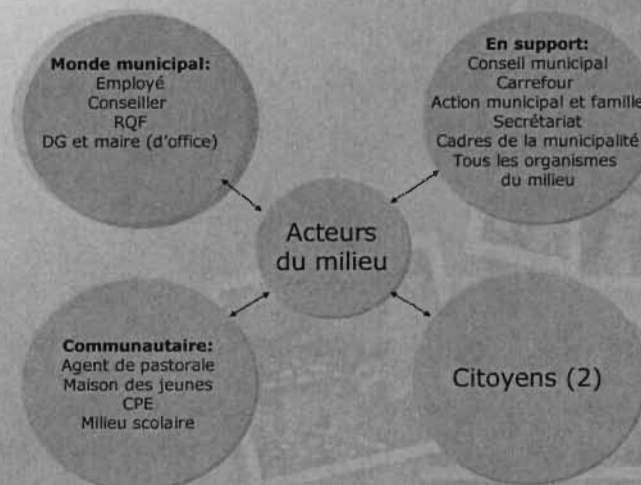 Monde municipal:
Employé
Conseiller
RQF
DG et maire (d'office)
En support:
Conseil municipal
Carrefour
Action municipal et famille
Secrétariat
Cadres de la municipalité
Tous les organismes
du milieu
Acteurs
du milieu
Communautaire:
Agent de pastorale
Maison des jeunes
CPE
Milieu scolaire
Citoyens (2)